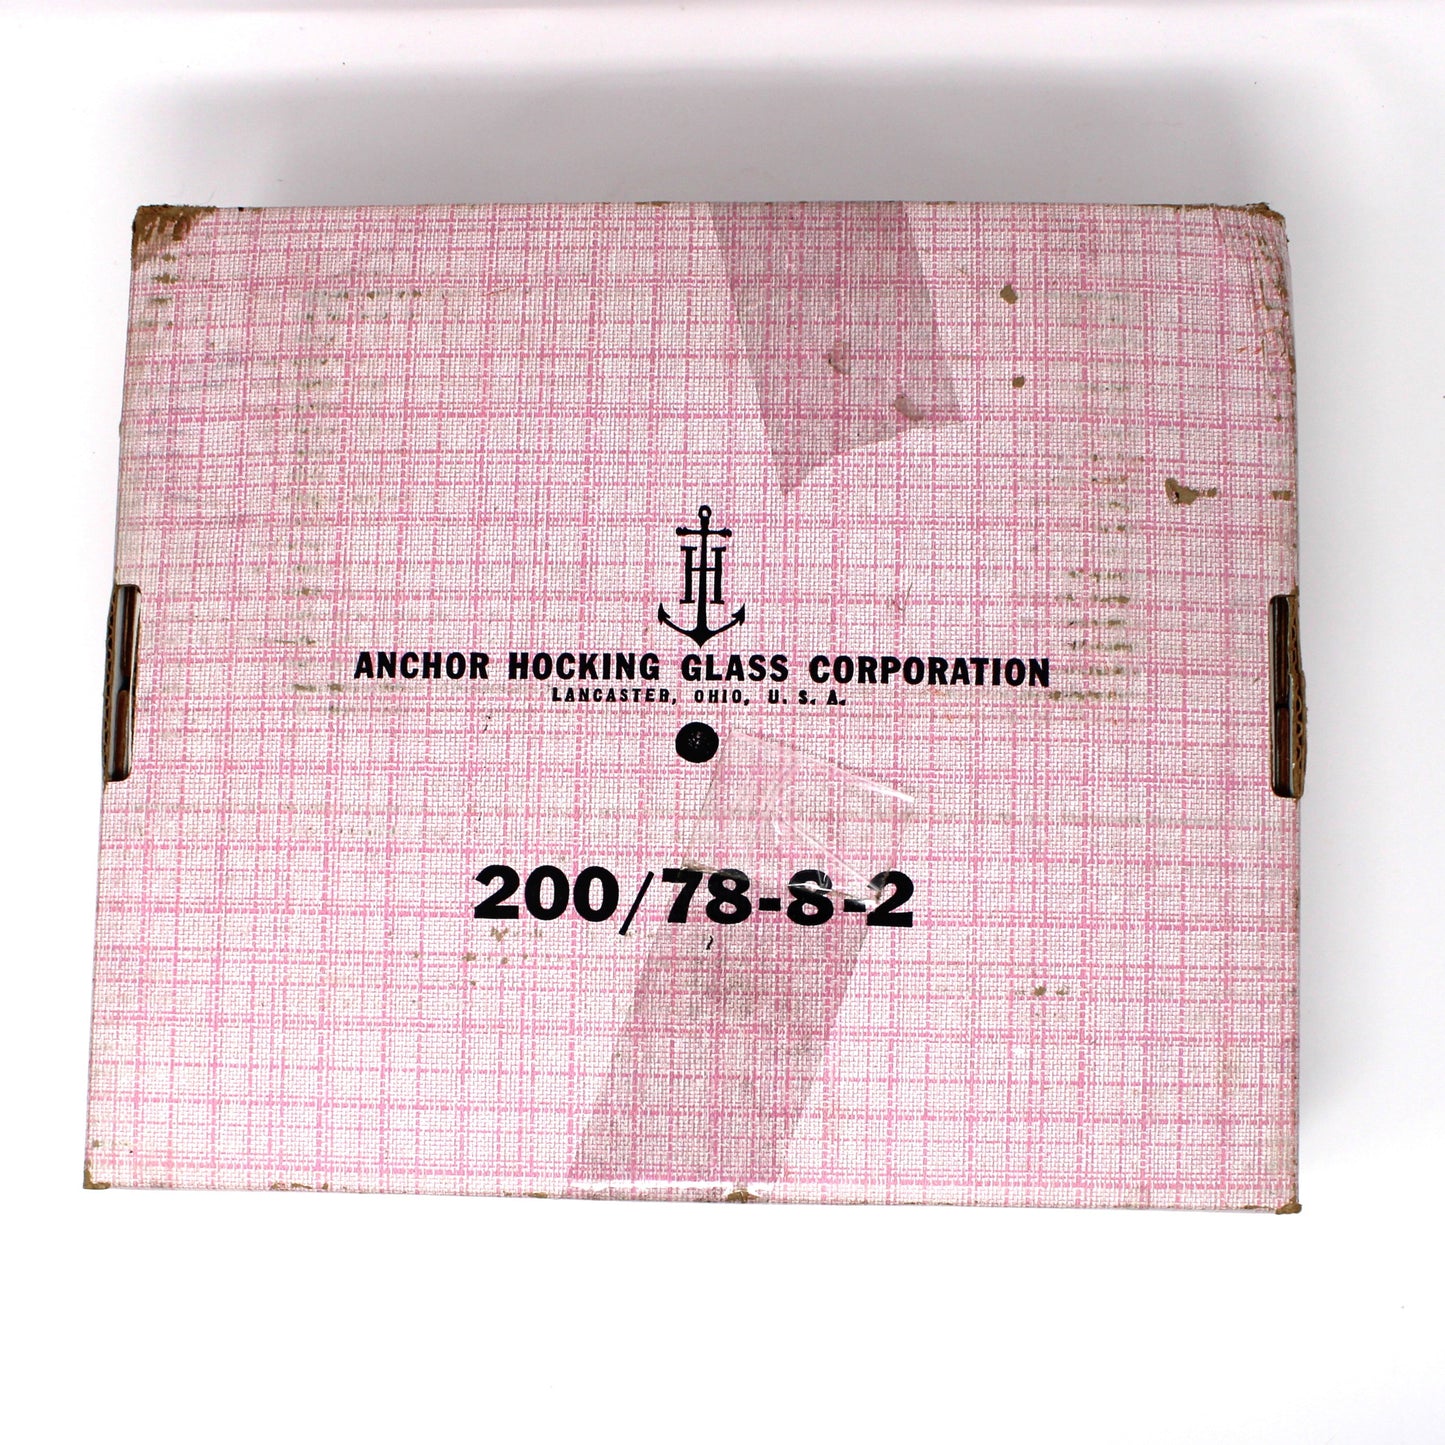 H
ANCHOR HOCKING GLASS CORPORATION
LANCASTER, OHIO, U. S. A.
200/78-8-2